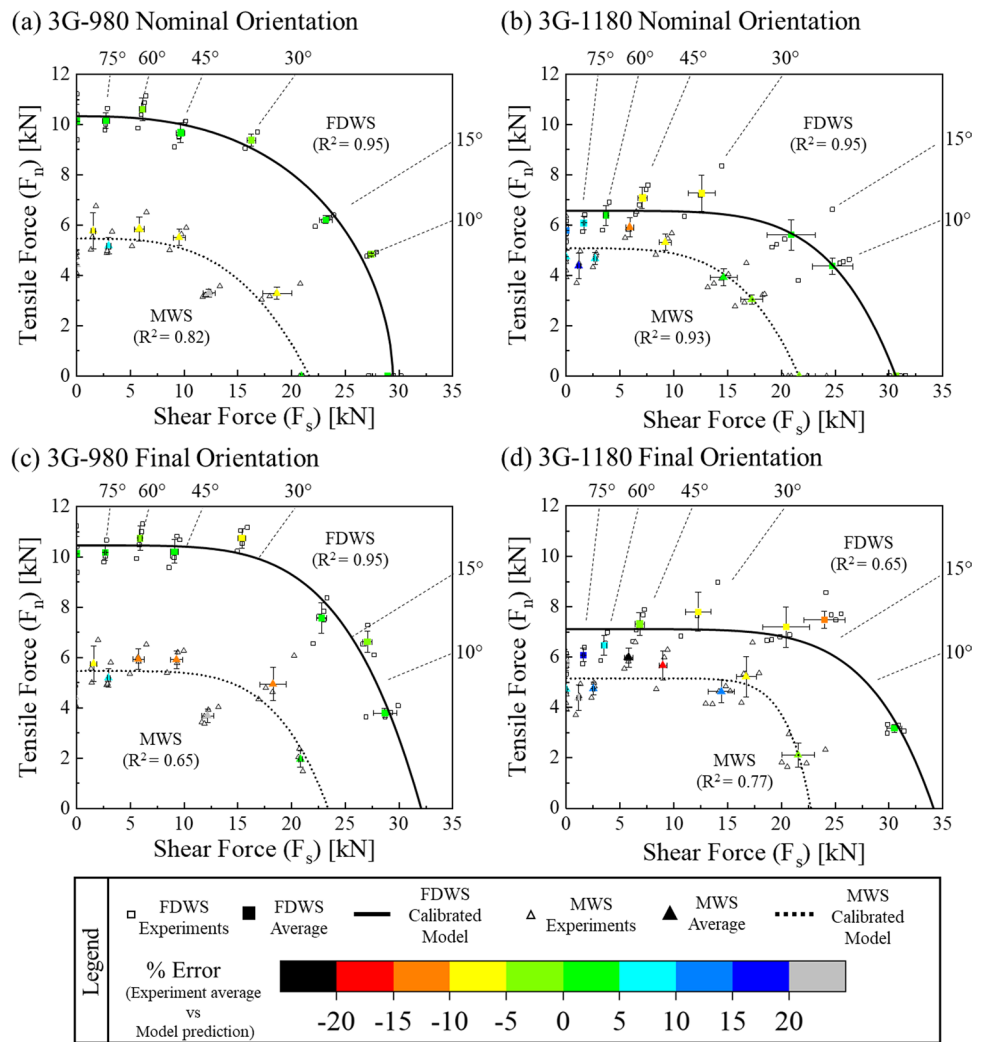 (a) 3G-980 Nominal Orientation
75° 60° 45° 30°
15°
10°
12
10
8
6
4
2
0
Tensile Force (Fn) [kN]
FDWS
(R² = 0.95)
MWS
(R² = 0.82)
0 5 10 15 20 25 30 35
Shear Force (Fs) [kN]
(b) 3G-1180 Nominal Orientation
75° 60° 45° 30°
15°
10°
12
10
8
6
4
2
0
Tensile Force (Fn) [kN]
FDWS
(R² = 0.95)
MWS
(R² = 0.93)
0 5 10 15 20 25 30 35
Shear Force (Fs) [kN]
(c) 3G-980 Final Orientation
75° 60° 45° 30°
15°
10°
12
10
8
6
4
2
0
Tensile Force (Fn) [kN]
FDWS
(R² = 0.95)
MWS
(R² = 0.65)
0 5 10 15 20 25 30 35
Shear Force (Fs) [kN]
(d) 3G-1180 Final Orientation
75° 60° 45° 30°
15°
10°
12
10
8
6
4
2
0
Tensile Force (Fn) [kN]
FDWS
(R² = 0.65)
MWS
(R² = 0.77)
0 5 10 15 20 25 30 35
Shear Force (Fs) [kN]
Legend
FDWS
Experiments
FDWS
Average
FDWS
Calibrated
Model
MWS
Experiments
MWS
Average
MWS
Calibrated
Model
% Error
(Experiment average
vs
Model prediction)
-20 -15 -10 -5 0 5 10 15 20